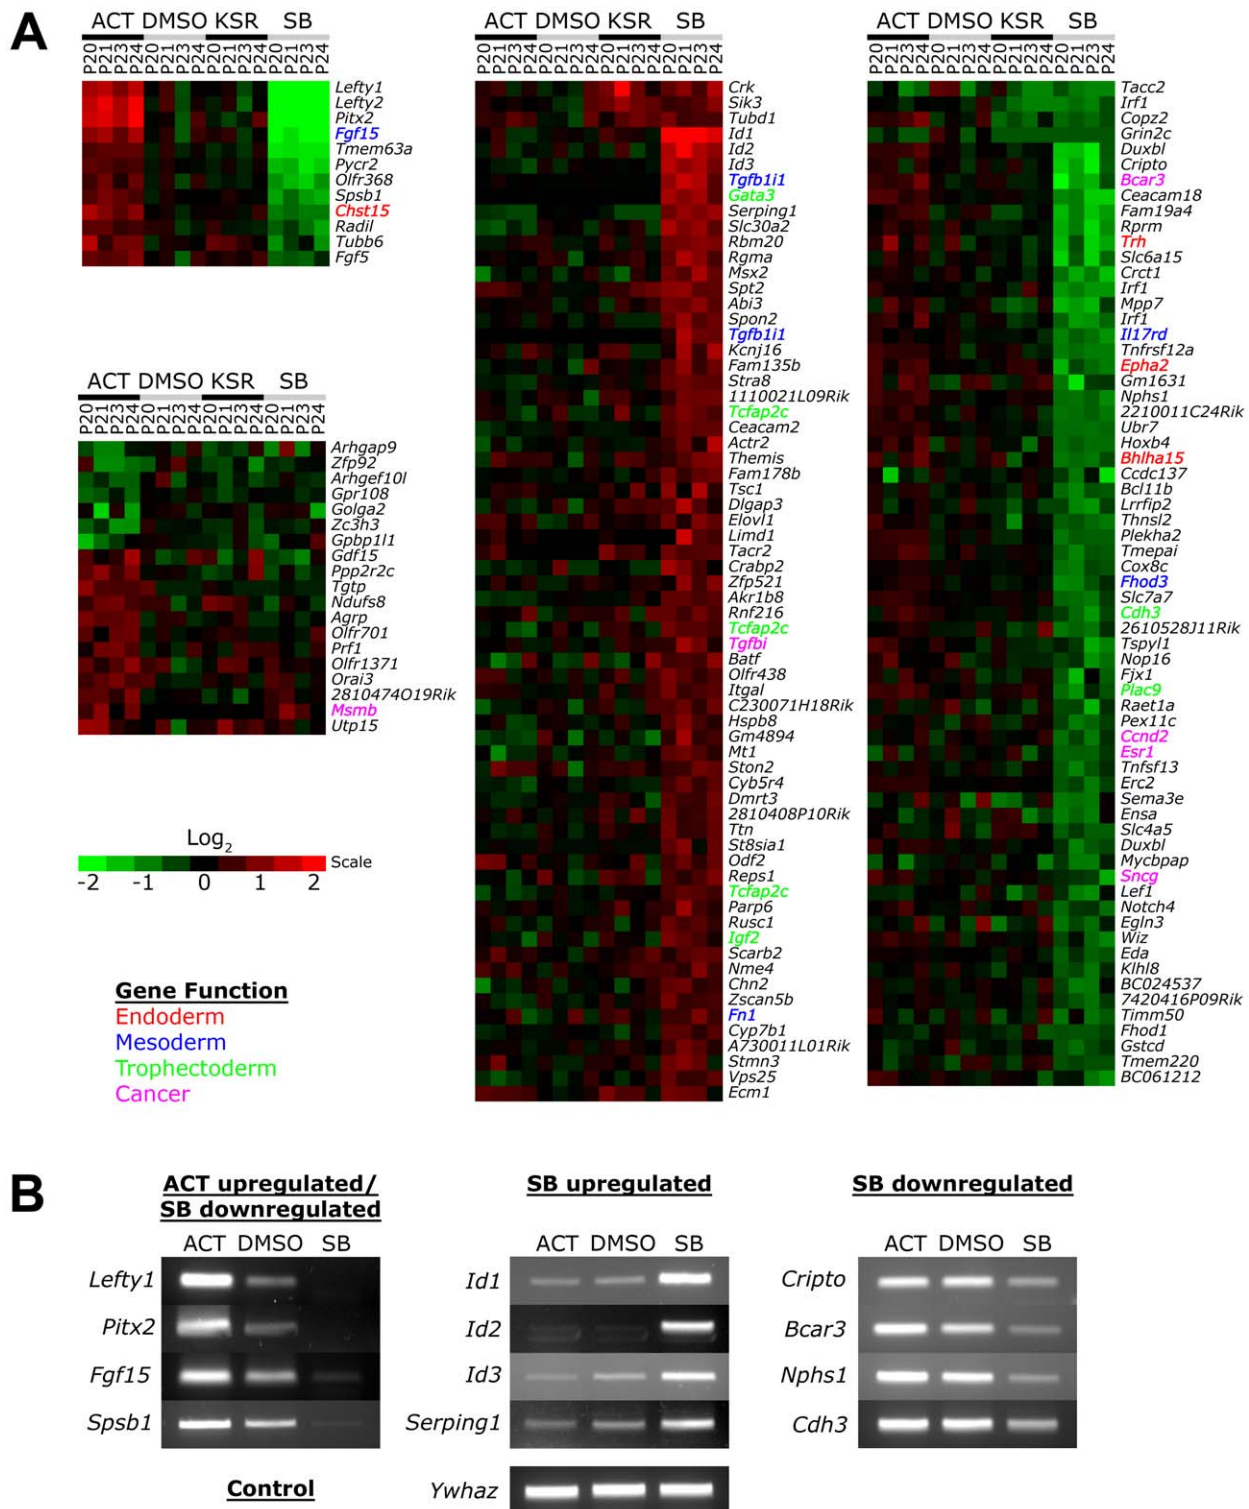 A
ACT DMSO KSR SB
P20 P21 P23 P24 P20 P21 P23 P24 P20 P21 P23 P24 P20 P21 P23 P24
Lefty1
Lefty2
Pitx2
Fgf15
Tmem63a
Pycr2
Olfr368
Spsb1
Chst15
Radil
Tubb6
Fgf5
ACT DMSO KSR SB
P20 P21 P23 P24 P20 P21 P23 P24 P20 P21 P23 P24 P20 P21 P23 P24
Arhgap9
Zfp92
Arhgef10l
Gpr108
Golga2
Zc3h3
Gpbp1l1
Gdf15
Ppp2r2c
Tgtp
Ndufs8
Agrp
Olfr701
Prf1
Olfr1371
Orai3
2810474O19Rik
Msmb
Utp15
Log2
Scale
-2 -1 0 1 2
Gene Function
Endoderm
Mesoderm
Trophectoderm
Cancer
ACT DMSO KSR SB
P20 P21 P23 P24 P20 P21 P23 P24 P20 P21 P23 P24 P20 P21 P23 P24
Crk
Sik3
Tubd1
Id1
Id2
Id3
Tgfb1i1
Gata3
Serping1
Slc30a2
Rbm20
Rgma
Msx2
Spt2
Abi3
Spon2
Tgfb1i1
Kcnj16
Fam135b
Stra8
1110021L09Rik
Tcfap2c
Ceacam2
Actr2
Themis
Fam178b
Tsc1
Dlgap3
Elovl1
Limd1
Tacr2
Crabp2
Zfp521
Akr1b8
Rnf216
Tcfap2c
Tgfbi
Batf
Olfr438
Itgal
C230071H18Rik
Hspb8
Gm4894
Mt1
Ston2
Cyb5r4
Dmrt3
2810408P10Rik
Ttn
St8sia1
Odf2
Reps1
Tcfap2c
Parp6
Rusc1
Igf2
Scarb2
Nme4
Chn2
Zscan5b
Fn1
Cyp7b1
A730011L01Rik
Stmn3
Vps25
Ecm1
ACT DMSO KSR SB
P20 P21 P23 P24 P20 P21 P23 P24 P20 P21 P23 P24 P20 P21 P23 P24
Tacc2
Irf1
Copz2
Grin2c
Duxbl
Cripto
Bcar3
Ceacam18
Fam19a4
Rprm
Trh
Slc6a15
Crct1
Irf1
Mpp7
Irf1
Il17rd
Tnfrsf12a
Epha2
Gm1631
Nphs1
2210011C24Rik
Ubr7
Hoxb4
Bhlha15
Ccdc137
Bcl11b
Lrrfip2
Thnsl2
Plekha2
Tmepai
Cox8c
Fhod3
Slc7a7
Cdh3
2610528J11Rik
Tspyl1
Nop16
Fjx1
Plac9
Raet1a
Pex11c
Ccnd2
Esr1
Tnfsf13
Erc2
Sema3e
Ensa
Slc4a5
Duxbl
Mycbpap
Sncg
Lef1
Notch4
Egln3
Wiz
Eda
Klhl8
BC024537
7420416P09Rik
Timm50
Fhod1
Gstcd
Tmem220
BC061212
B
ACT upregulated/
SB downregulated
ACT DMSO SB
Lefty1
Pitx2
Fgf15
Spsb1
Control
SB upregulated
ACT DMSO SB
Id1
Id2
Id3
Serping1
Ywhaz
SB downregulated
ACT DMSO SB
Cripto
Bcar3
Nphs1
Cdh3